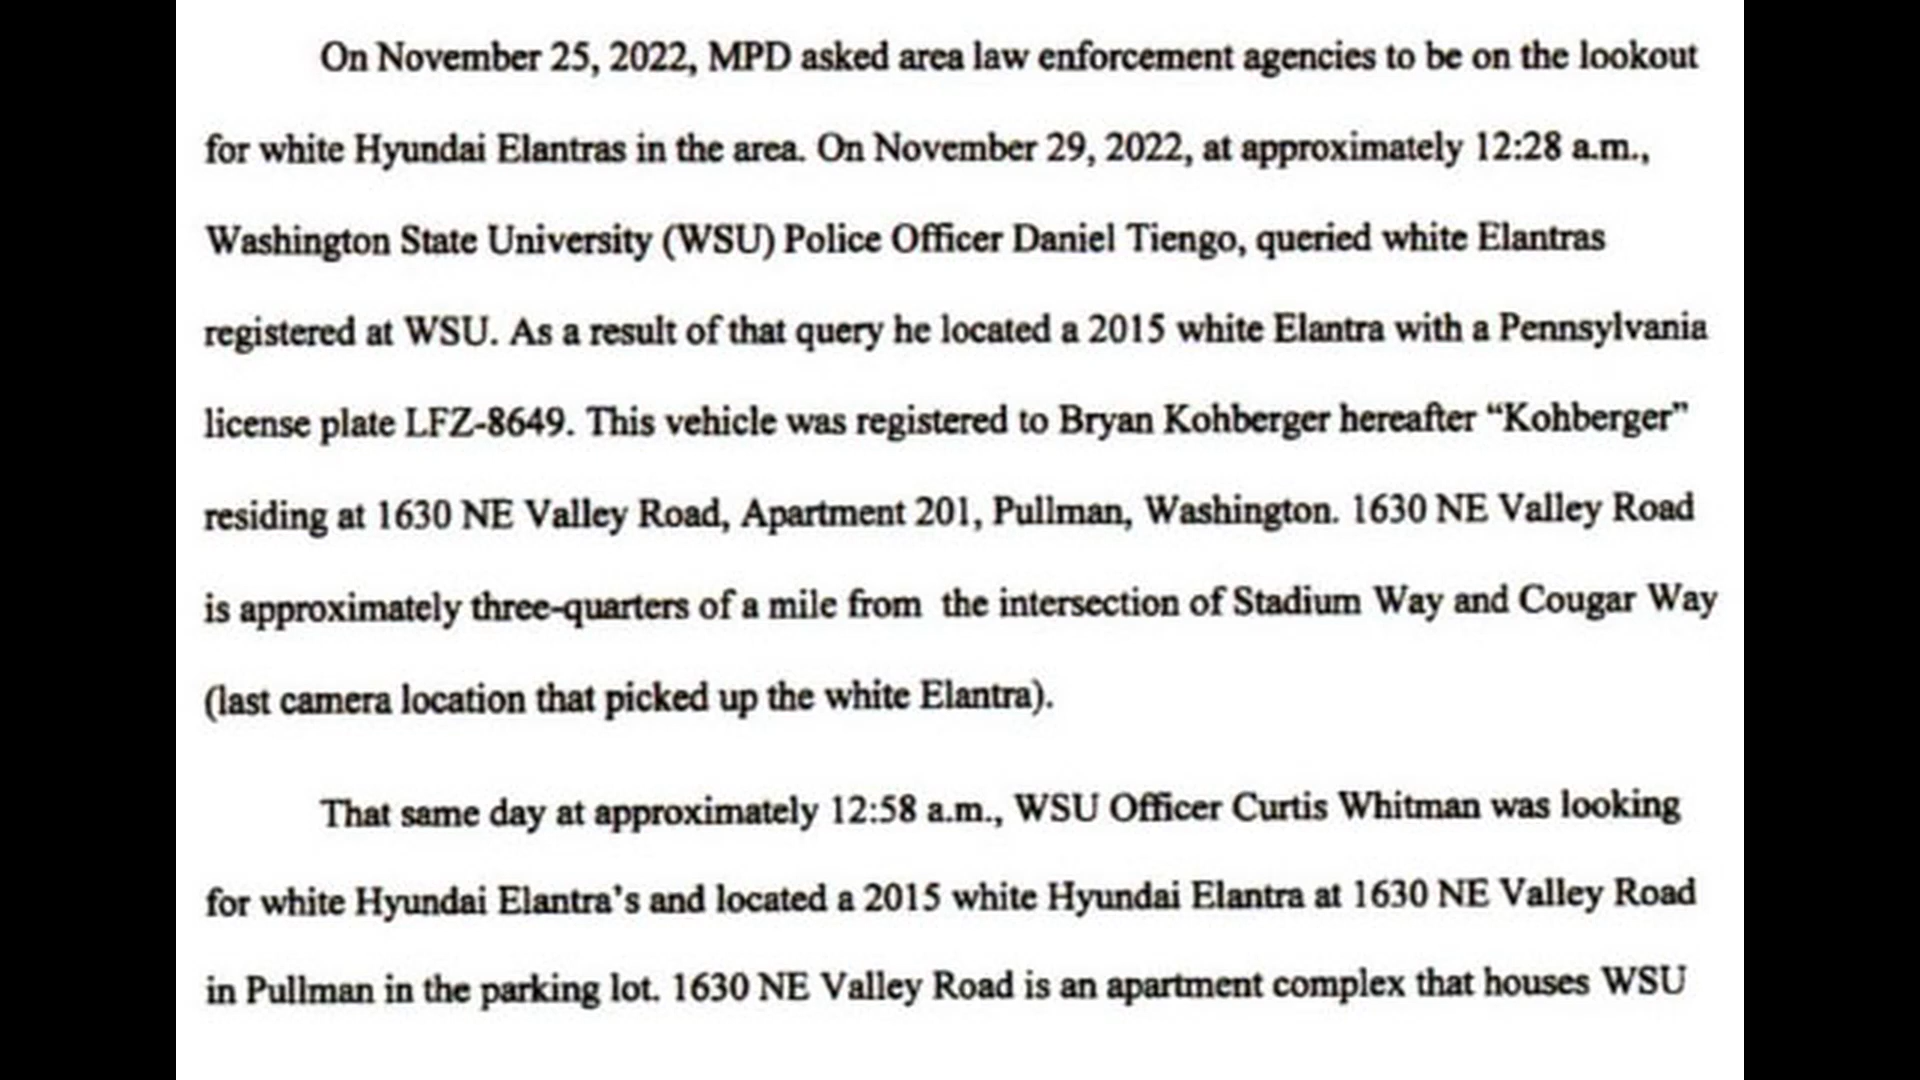 On November 25, 2022, MPD asked area law enforcement agencies to be on the lookout
for white Hyundai Elantras in the area. On November 29, 2022, at approximately 12:28 a.m.,
Washington State University (WSU) Police Officer Daniel Tiengo, queried white Elantras
registered at WSU. As a result of that query he located a 2015 white Elantra with a Pennsylvania
license plate LFZ-8649. This vehicle was registered to Bryan Kohberger hereafter “Kohberger”
residing at 1630 NE Valley Road, Apartment 201, Pullman, Washington. 1630 NE Valley Road
is approximately three-quarters of a mile from  the intersection of Stadium Way and Cougar Way
(last camera location that picked up the white Elantra).
That same day at approximately 12:58 a.m., WSU Officer Curtis Whitman was looking
for white Hyundai Elantra's and located a 2015 white Hyundai Elantra at 1630 NE Valley Road
in Pullman in the parking lot. 1630 NE Valley Road is an apartment complex that houses WSU